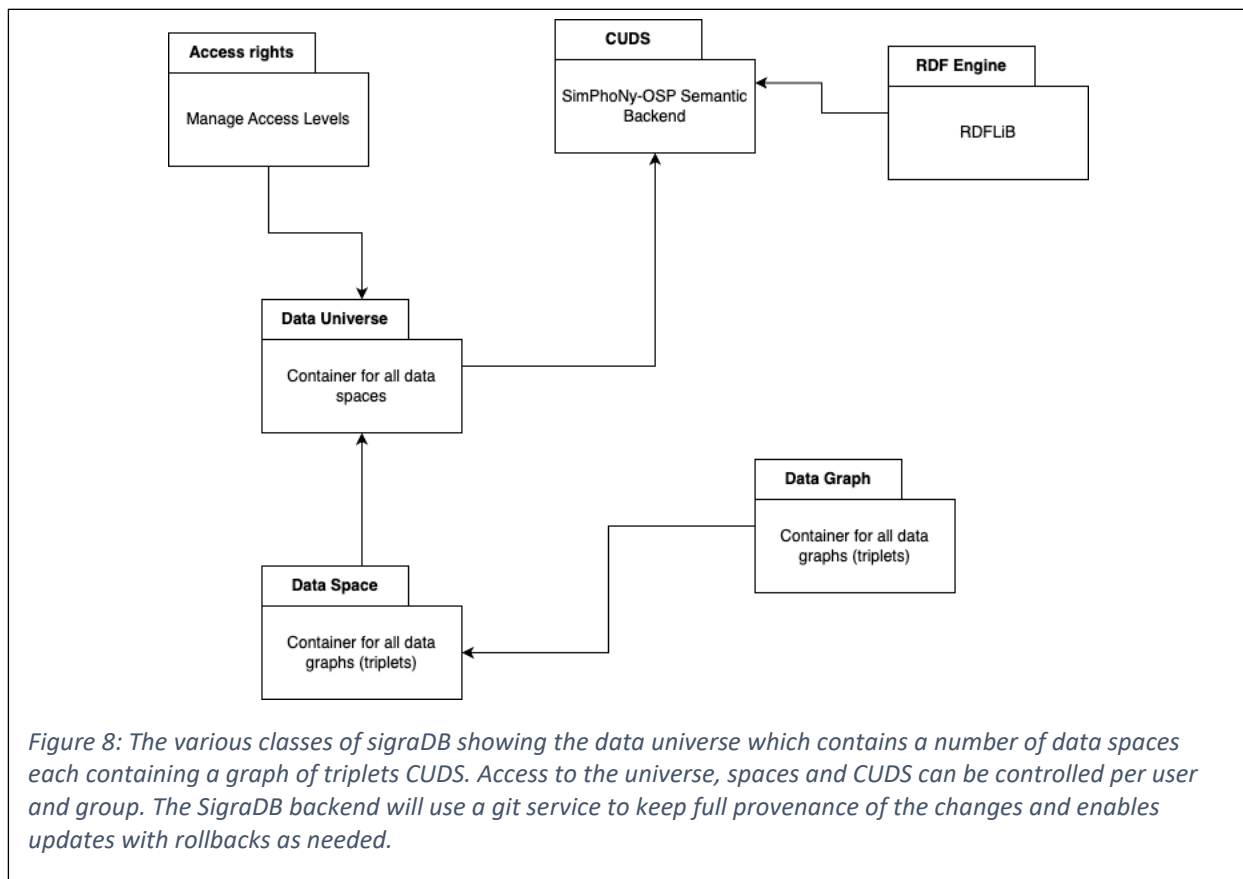 Access rights
Manage Access Levels
CUDS
SimPhoNy-OSP Semantic
Backend
RDF Engine
RDFLiB
Data Universe
Container for all data
spaces
Data Graph
Container for all data
graphs (triplets)
Data Space
Container for all data
graphs (triplets)
Figure 8: The various classes of sigraDB showing the data universe which contains a number of data spaces
each containing a graph of triplets CUDS. Access to the universe, spaces and CUDS can be controlled per user
and group. The SigraDB backend will use a git service to keep full provenance of the changes and enables
updates with rollbacks as needed.